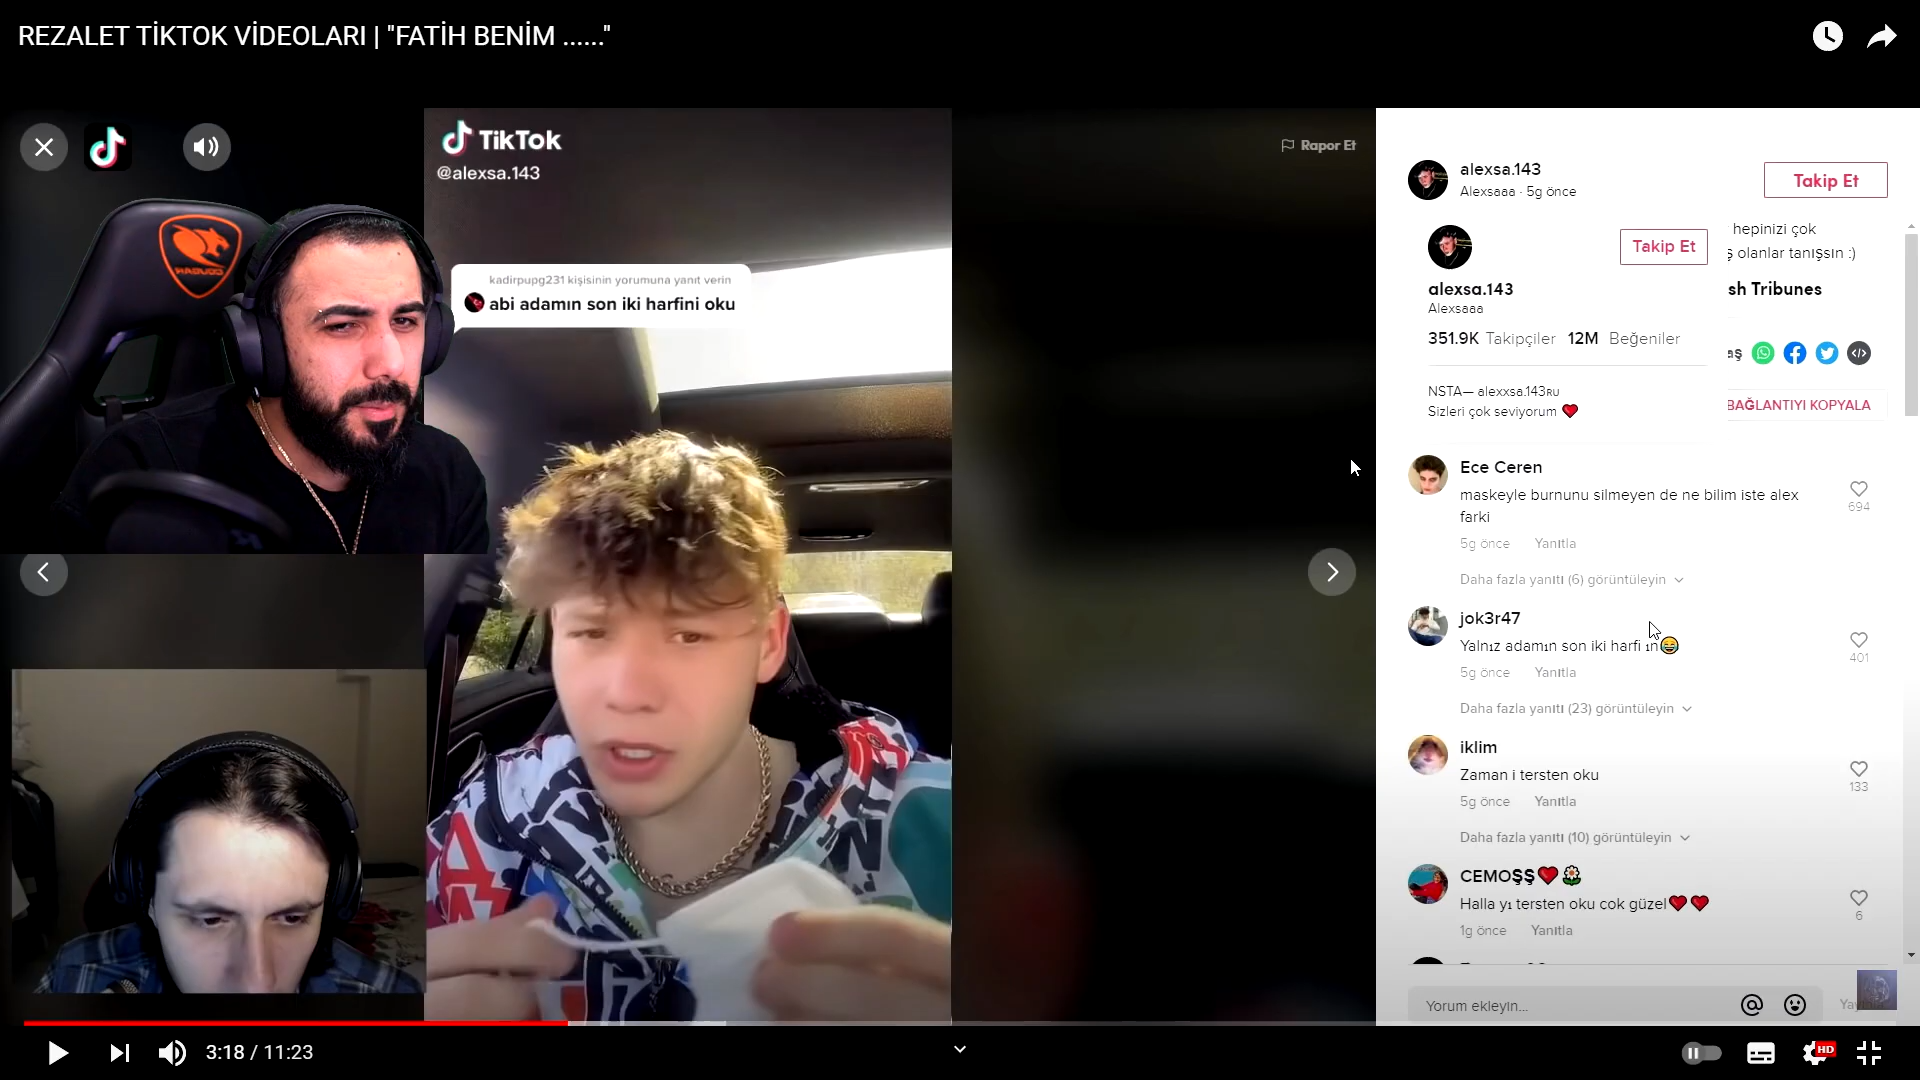 REZALET TİKTOK VİDEOLARI | "FATİH BENİM ......"
TikTok
@alexsa.143
Rapor Et
COUGAR
kadirpupg231 kişisinin yorumuna yanıt verin
abi adamın son iki harfini oku
alexsa.143
Alexsaaa · 5g önce
Takip Et
hepinizi çok
ş olanlar tanışsın :)
sh Tribunes
aş
BAĞLANTIYI KOPYALA
Takip Et
alexsa.143
Alexsaaa
351.9K Takipçiler 12M Beğeniler
NSTA— alexxsa.143ʀᴜ
Sizleri çok seviyorum ❤️
Ece Ceren
maskeyle burnunu silmeyen de ne bilim iste alex
farki
694
5g önce Yanıtla
Daha fazla yanıtı (6) görüntüleyin
jok3r47
Yalnız adamın son iki harfi ın😂
401
5g önce Yanıtla
Daha fazla yanıtı (23) görüntüleyin
iklim
Zaman i tersten oku
133
5g önce Yanıtla
Daha fazla yanıtı (10) görüntüleyin
CEMOŞŞ❤️🌼
Halla yı tersten oku cok güzel❤️❤️
6
1g önce Yanıtla
Yorum ekleyin...
3:18 / 11:23
HD